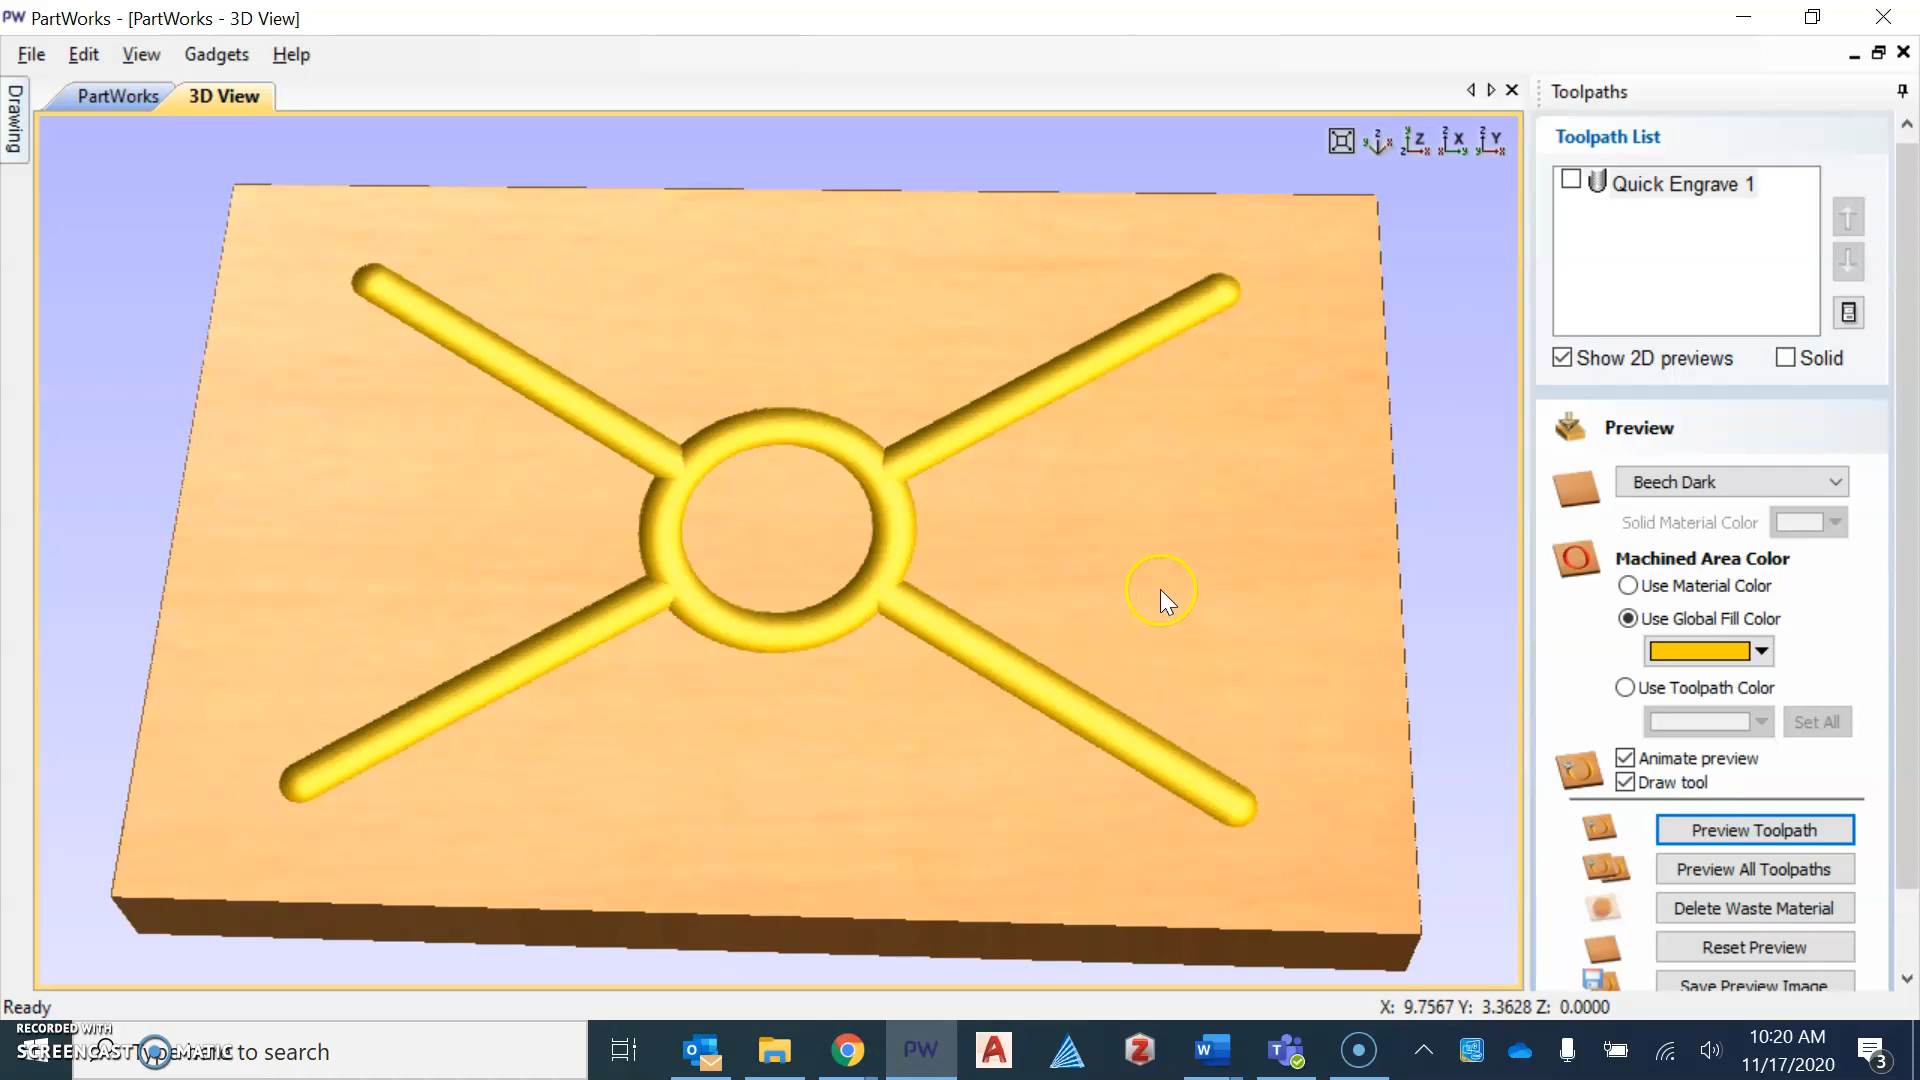 PW PartWorks - [PartWorks - 3D View]
File Edit View Gadgets Help
Drawing
PartWorks 3D View
Toolpaths
Toolpath List
Quick Engrave 1
Show 2D previews Solid
Preview
Beech Dark
Solid Material Color
Machined Area Color
Use Material Color
Use Global Fill Color
Use Toolpath Color
Set All
Animate preview
Draw tool
Preview Toolpath
Preview All Toolpaths
Delete Waste Material
Reset Preview
Save Preview Image
Ready
X: 9.7567 Y: 3.3628 Z: 0.0000
RECORDED WITH
SCREENCAST MATIC
to search
PW
10:20 AM
11/17/2020
3